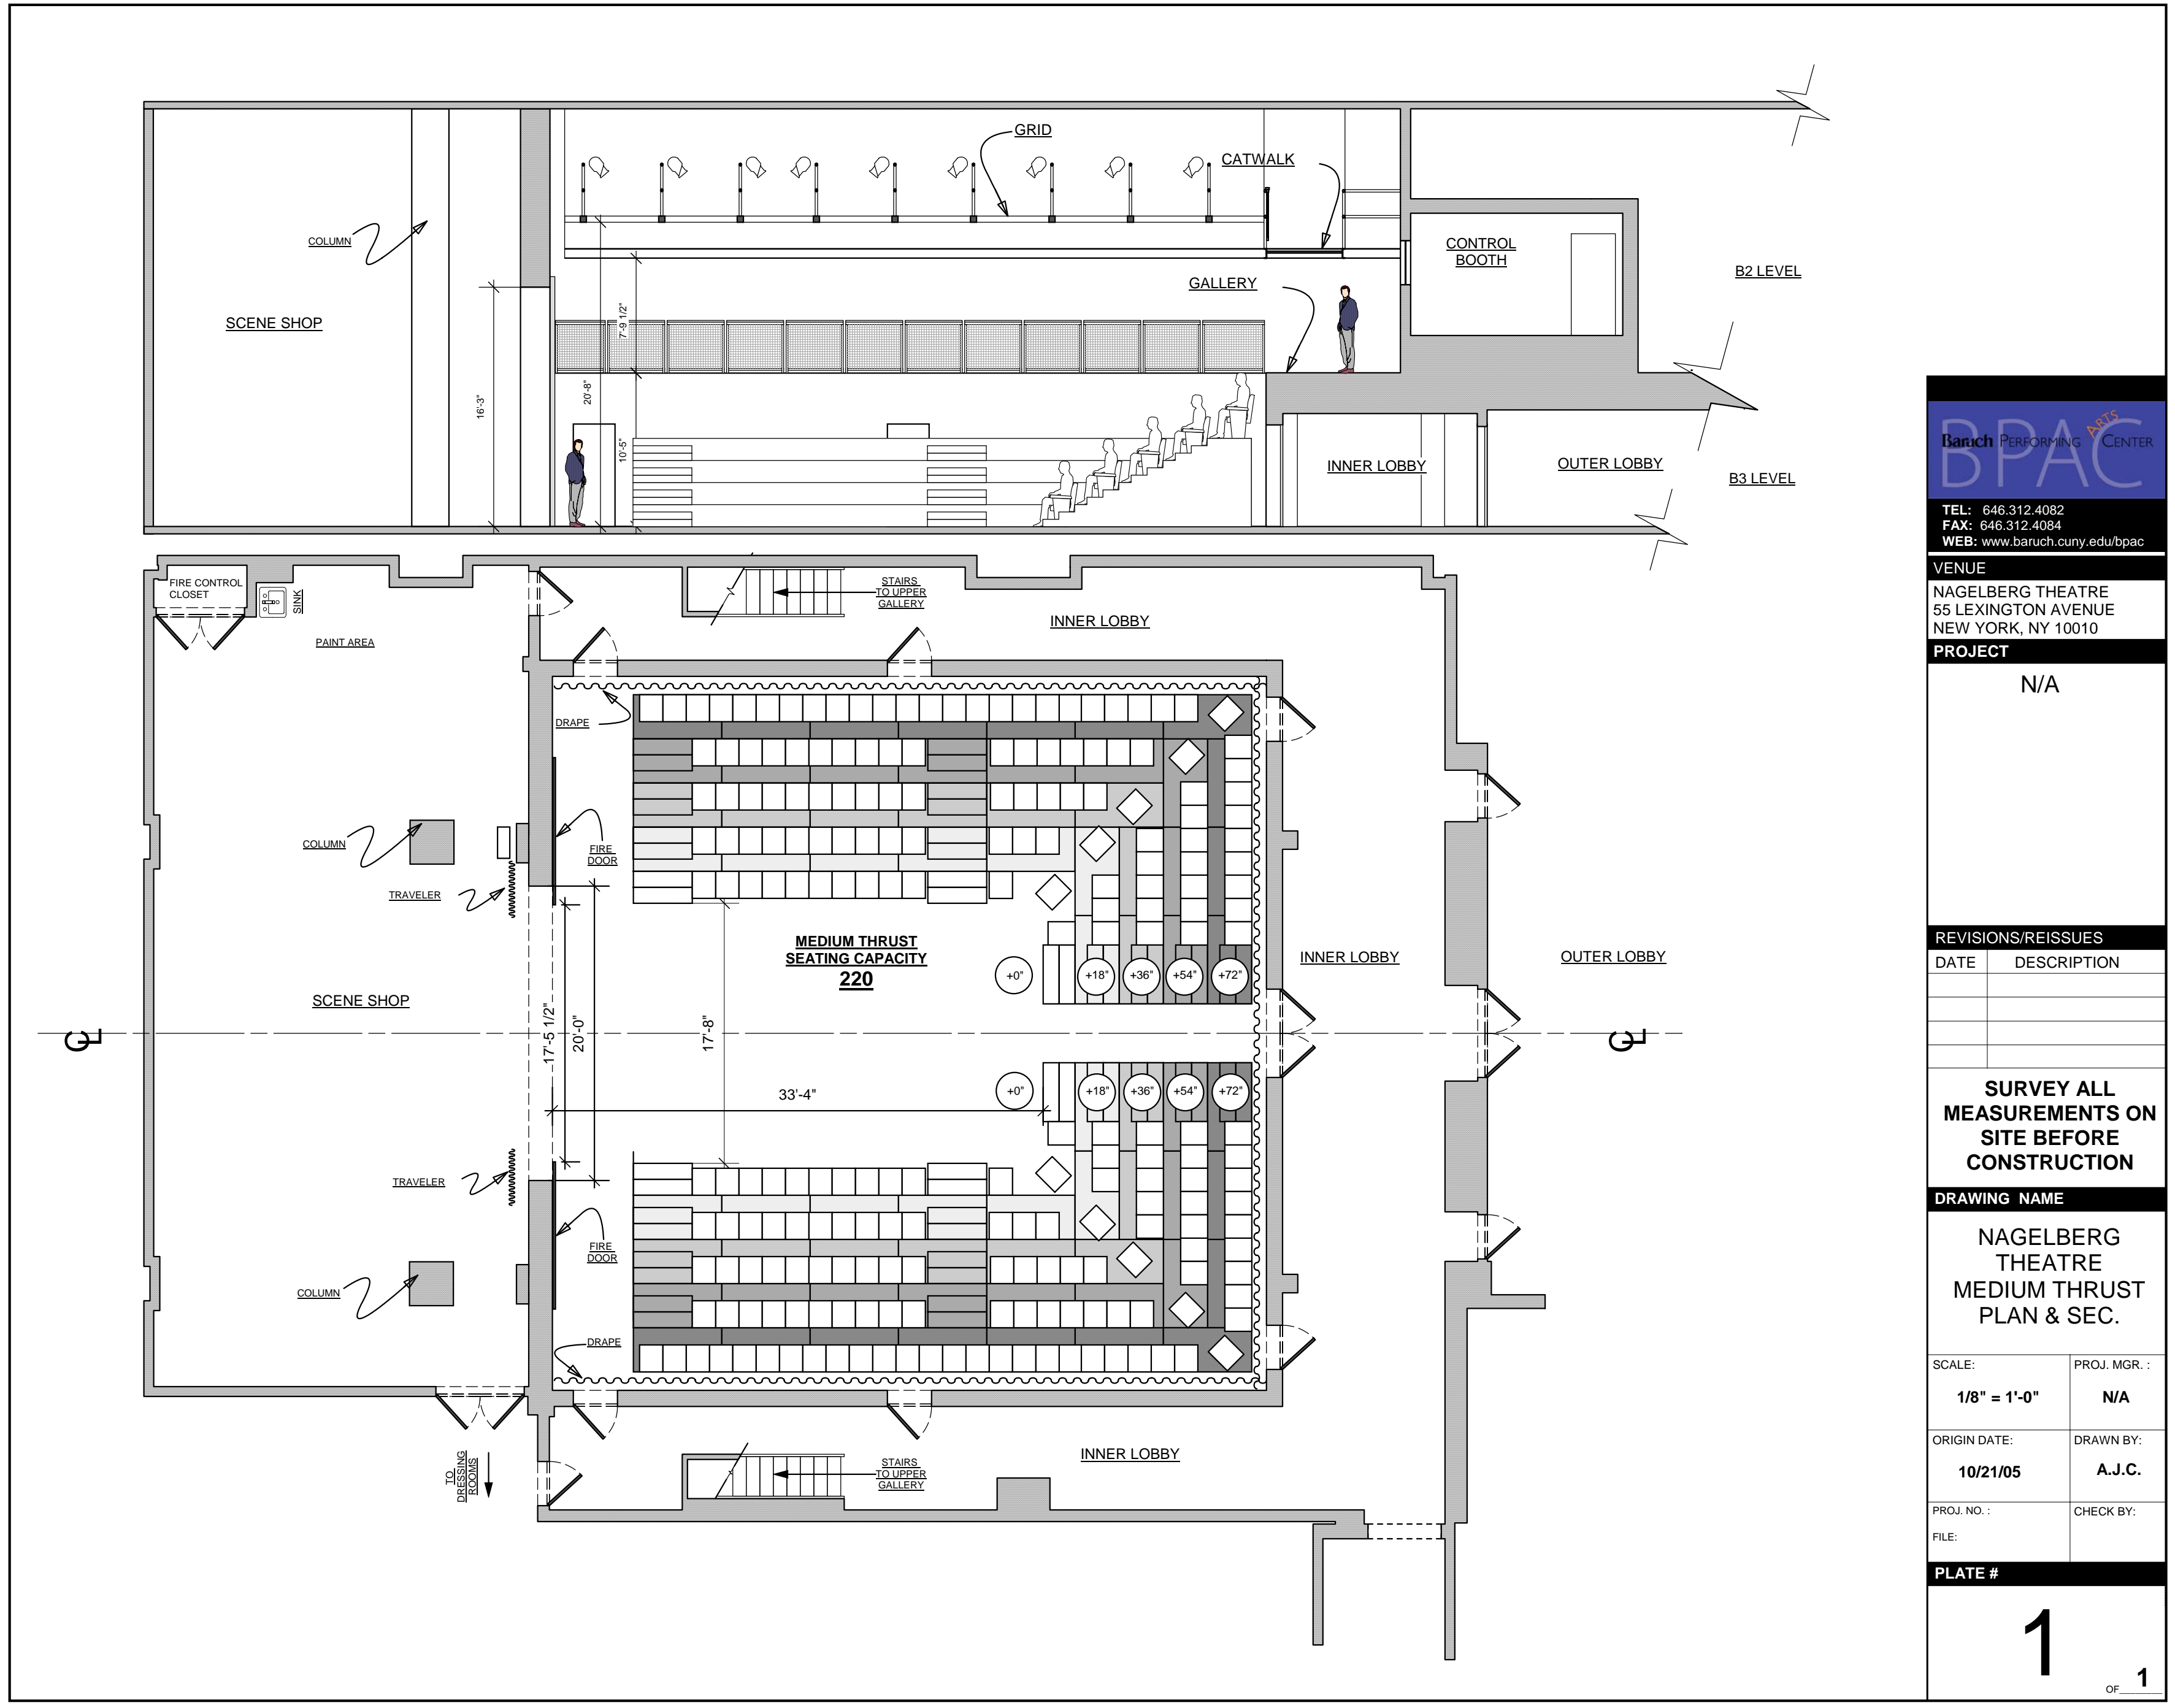 GRID
CATWALK
COLUMN
CONTROL
BOOTH
B2 LEVEL
GALLERY
SCENE SHOP
7'-9 1/2"
20'-8"
16'-3"
10'-5"
INNER LOBBY
OUTER LOBBY
B3 LEVEL
FIRE CONTROL
CLOSET
SINK
PAINT AREA
STAIRS
TO UPPER
GALLERY
INNER LOBBY
DRAPE
COLUMN
FIRE
DOOR
TRAVELER
MEDIUM THRUST
SEATING CAPACITY
220
+0"
+18"
+36"
+54"
+72"
INNER LOBBY
OUTER LOBBY
SCENE SHOP
17'-5 1/2"
20'-0"
17'-8"
CL
CL
33'-4"
+0"
+18"
+36"
+54"
+72"
TRAVELER
FIRE
DOOR
COLUMN
DRAPE
TO
DRESSING
ROOMS
STAIRS
TO UPPER
GALLERY
INNER LOBBY
BPAC
Baruch PERFORMING ARTS CENTER
TEL: 646.312.4082
FAX: 646.312.4084
WEB: www.baruch.cuny.edu/bpac
VENUE
NAGELBERG THEATRE
55 LEXINGTON AVENUE
NEW YORK, NY 10010
PROJECT
N/A
REVISIONS/REISSUES
DATE DESCRIPTION
SURVEY ALL
MEASUREMENTS ON
SITE BEFORE
CONSTRUCTION
DRAWING NAME
NAGELBERG
THEATRE
MEDIUM THRUST
PLAN & SEC.
SCALE: PROJ. MGR. :
1/8" = 1'-0" N/A
ORIGIN DATE: DRAWN BY:
10/21/05 A.J.C.
PROJ. NO. : CHECK BY:
FILE:
PLATE #
1
OF 1